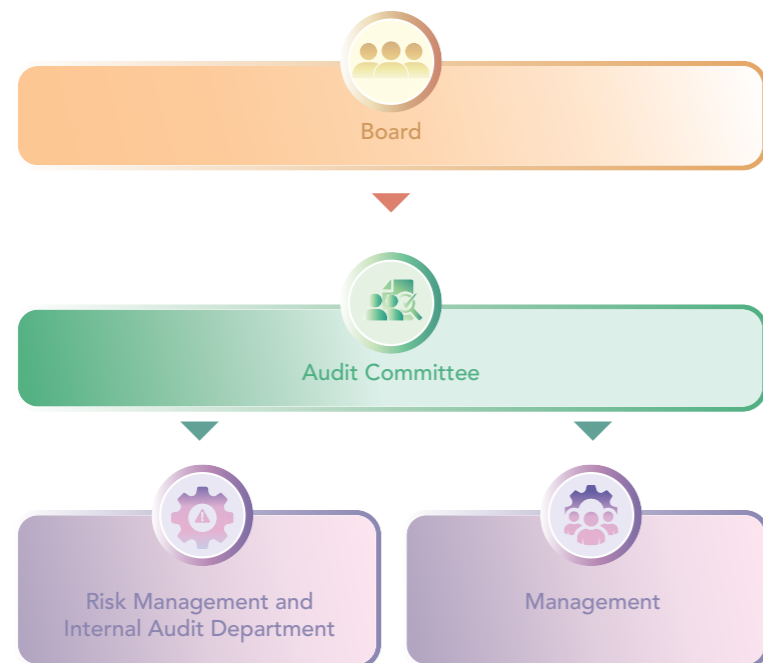 Board
Audit Committee
Risk Management and
Internal Audit Department
Management